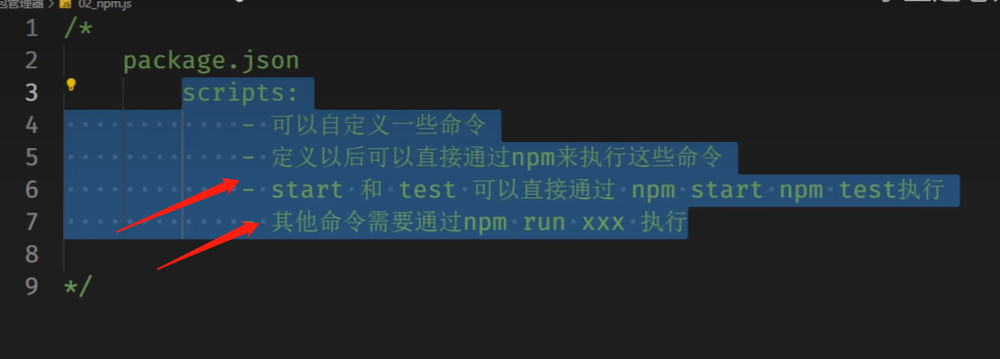 包管理器 > JS 02_npm.js
1 /*
2 package.json
3 scripts:
4 - 可以自定义一些命令
5 - 定义以后可以直接通过npm来执行这些命令
6 - start 和 test 可以直接通过 npm start npm test执行
7 - 其他命令需要通过npm run xxx 执行
8
9 */